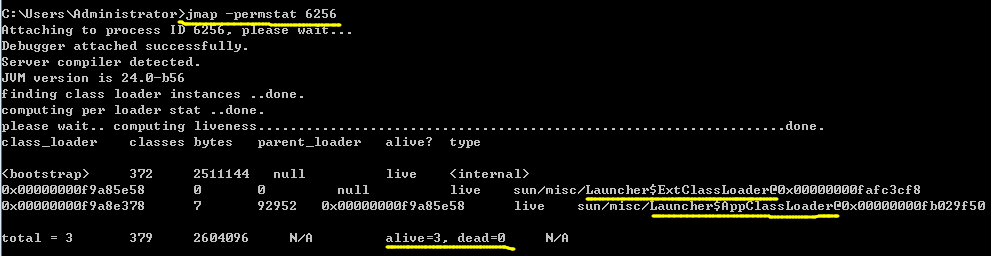 C:\Users\Administrator>jmap -permstat 6256
Attaching to process ID 6256, please wait...
Debugger attached successfully.
Server compiler detected.
JVM version is 24.0-b56
finding class loader instances ..done.
computing per loader stat ..done.
please wait.. computing liveness..................................................................done.
class_loader    classes bytes   parent_loader   alive?  type
<bootstrap>     372     2511144   null          live    <internal>
0x00000000f9a85e58      0       0         null          live    sun/misc/Launcher$ExtClassLoader@0x00000000fafc3cf8
0x00000000f9a8e378      7       92952   0x00000000f9a85e58      live    sun/misc/Launcher$AppClassLoader@0x00000000fb029f50
total = 3       379     2604096     N/A         alive=3, dead=0     N/A